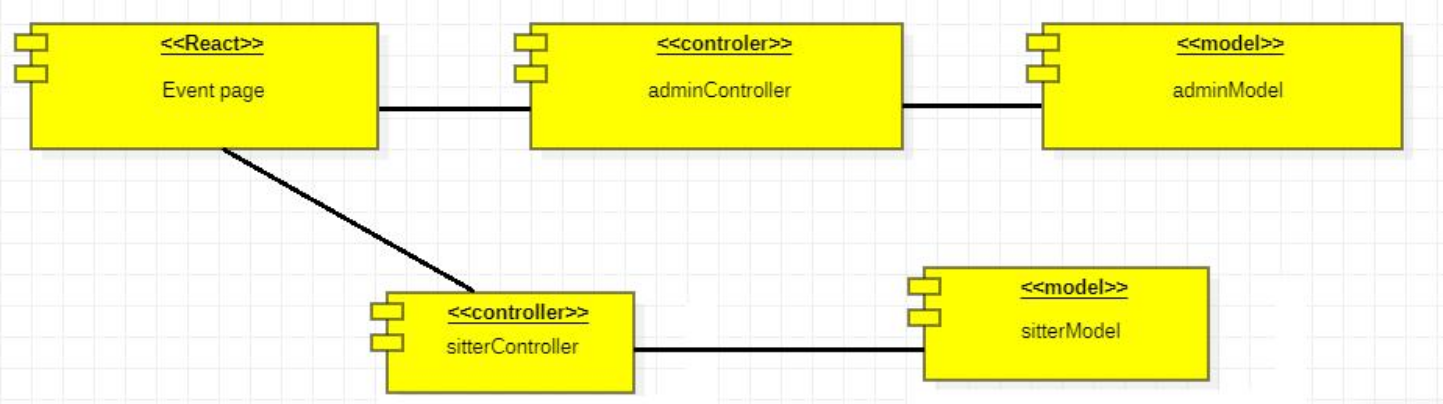 <<React>>
Event page
<<controler>>
adminController
<<model>>
adminModel
<<controller>>
sitterController
<<model>>
sitterModel